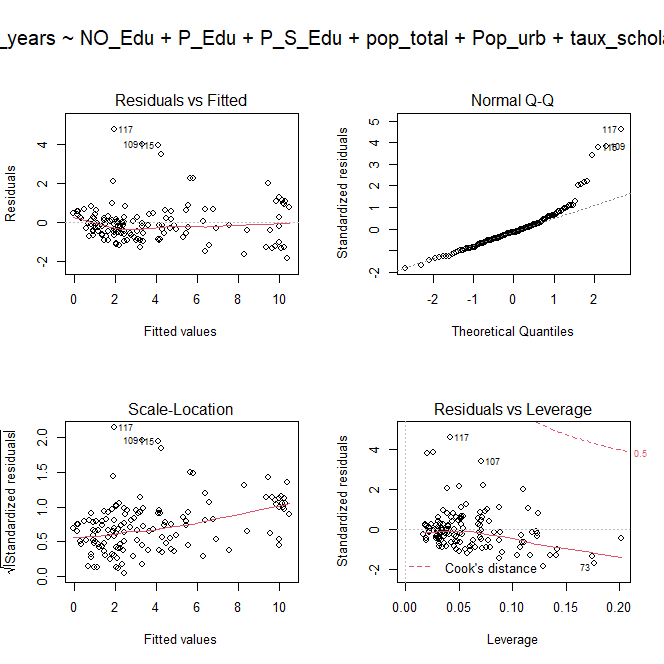 _years ~ NO_Edu + P_Edu + P_S_Edu + pop_total + Pop_urb + taux_schola
Residuals vs Fitted
Residuals
-2 0 2 4
117
109
0 2 4 6 8 10
Fitted values
Normal Q-Q
Standardized residuals
-2 0 1 2 3 4 5
117
109
-2 -1 0 1 2
Theoretical Quantiles
Scale-Location
√|Standardized residuals|
0.0 0.5 1.0 1.5 2.0
117
109
0 2 4 6 8 10
Fitted values
Residuals vs Leverage
Standardized residuals
-2 0 2 4
117
107
0.5
73
Cook's distance
0.00 0.05 0.10 0.15 0.20
Leverage